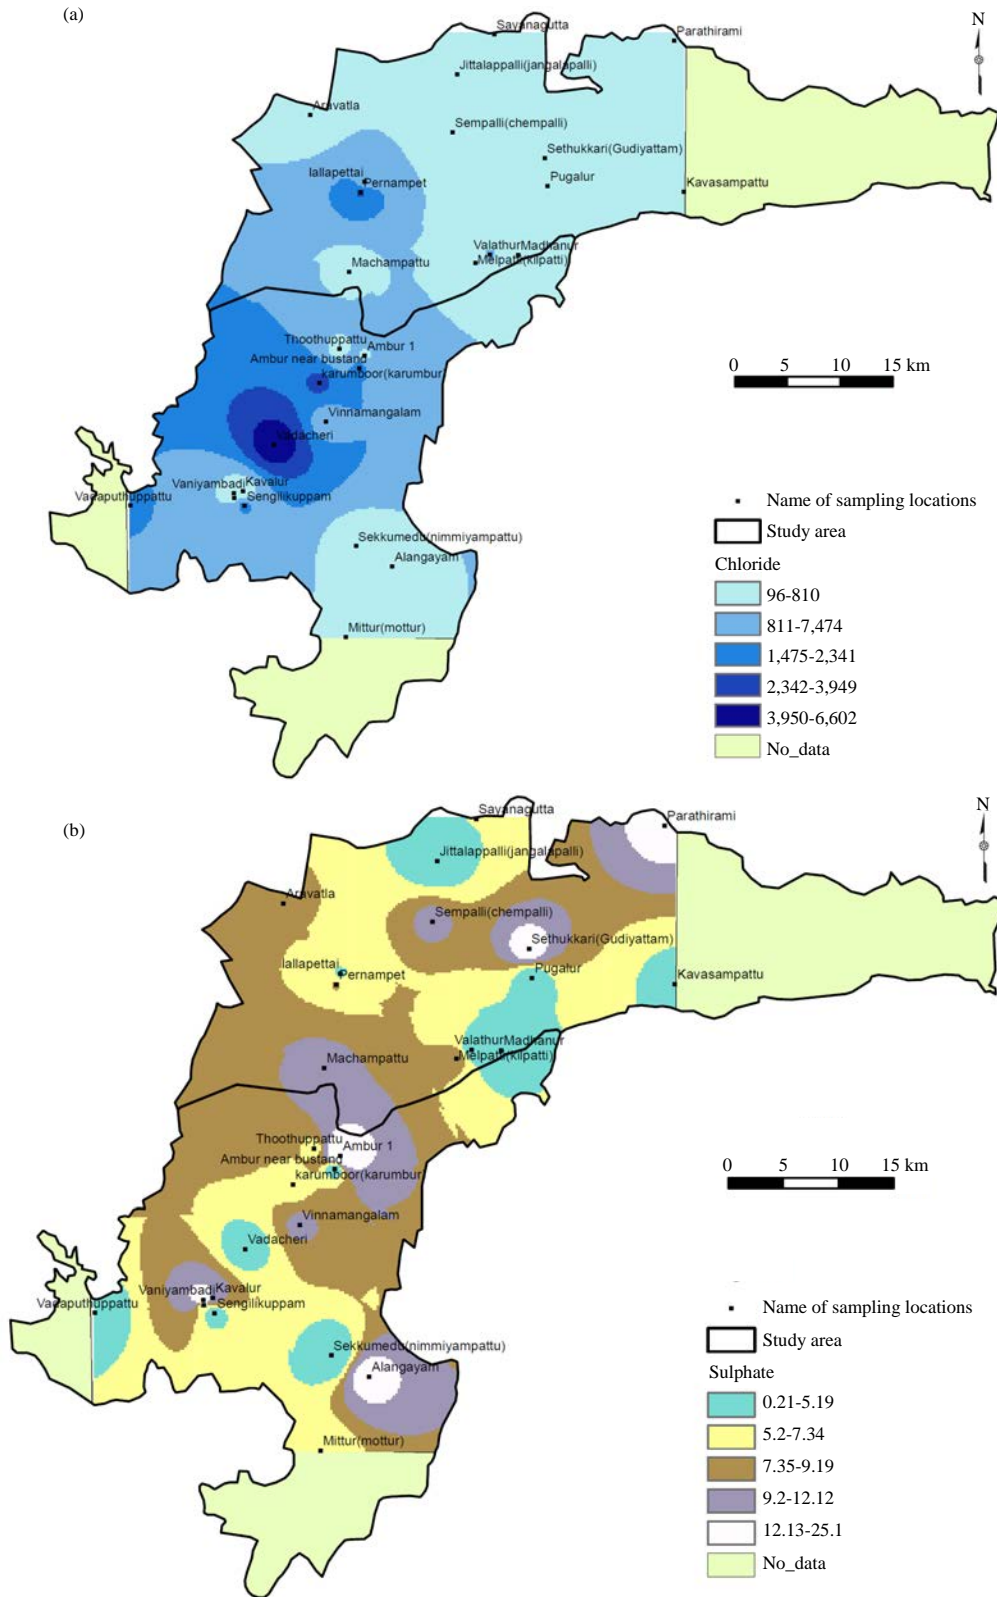 (a)
N
Savanagutta
Parathirami
Jittalappalli(jangalapalli)
Aravatla
Sempalli(chempalli)
Sethukkari(Gudiyattam)
lallapettai
Pernampet
Pugalur
Kavasampattu
Valathur Madhanur
Melpatti(kilpatti)
Machampattu
Thoothuppattu
Ambur 1
Ambur near bustand
karumboor(karumbur)
Vinnamangalam
Vadacheri
Vaniyambadi
Kavalur
Vadaputhuppattu
Sengilikuppam
Sekkumedu(nimmiyampattu)
Alangayam
Mittur(mottur)
0 5 10 15 km
Name of sampling locations
Study area
Chloride
96-810
811-7,474
1,475-2,341
2,342-3,949
3,950-6,602
No_data
(b)
N
Savanagutta
Parathirami
Jittalappalli(jangalapalli)
Aravatla
Sempalli(chempalli)
Sethukkari(Gudiyattam)
lallapettai
Pernampet
Pugalur
Kavasampattu
Valathur Madhanur
Melpatti(kilpatti)
Machampattu
Thoothuppattu
Ambur 1
Ambur near bustand
karumboor(karumbur)
Vinnamangalam
Vadacheri
Vaniyambadi
Kavalur
Vadaputhuppattu
Sengilikuppam
Sekkumedu(nimmiyampattu)
Alangayam
Mittur(mottur)
0 5 10 15 km
Name of sampling locations
Study area
Sulphate
0.21-5.19
5.2-7.34
7.35-9.19
9.2-12.12
12.13-25.1
No_data